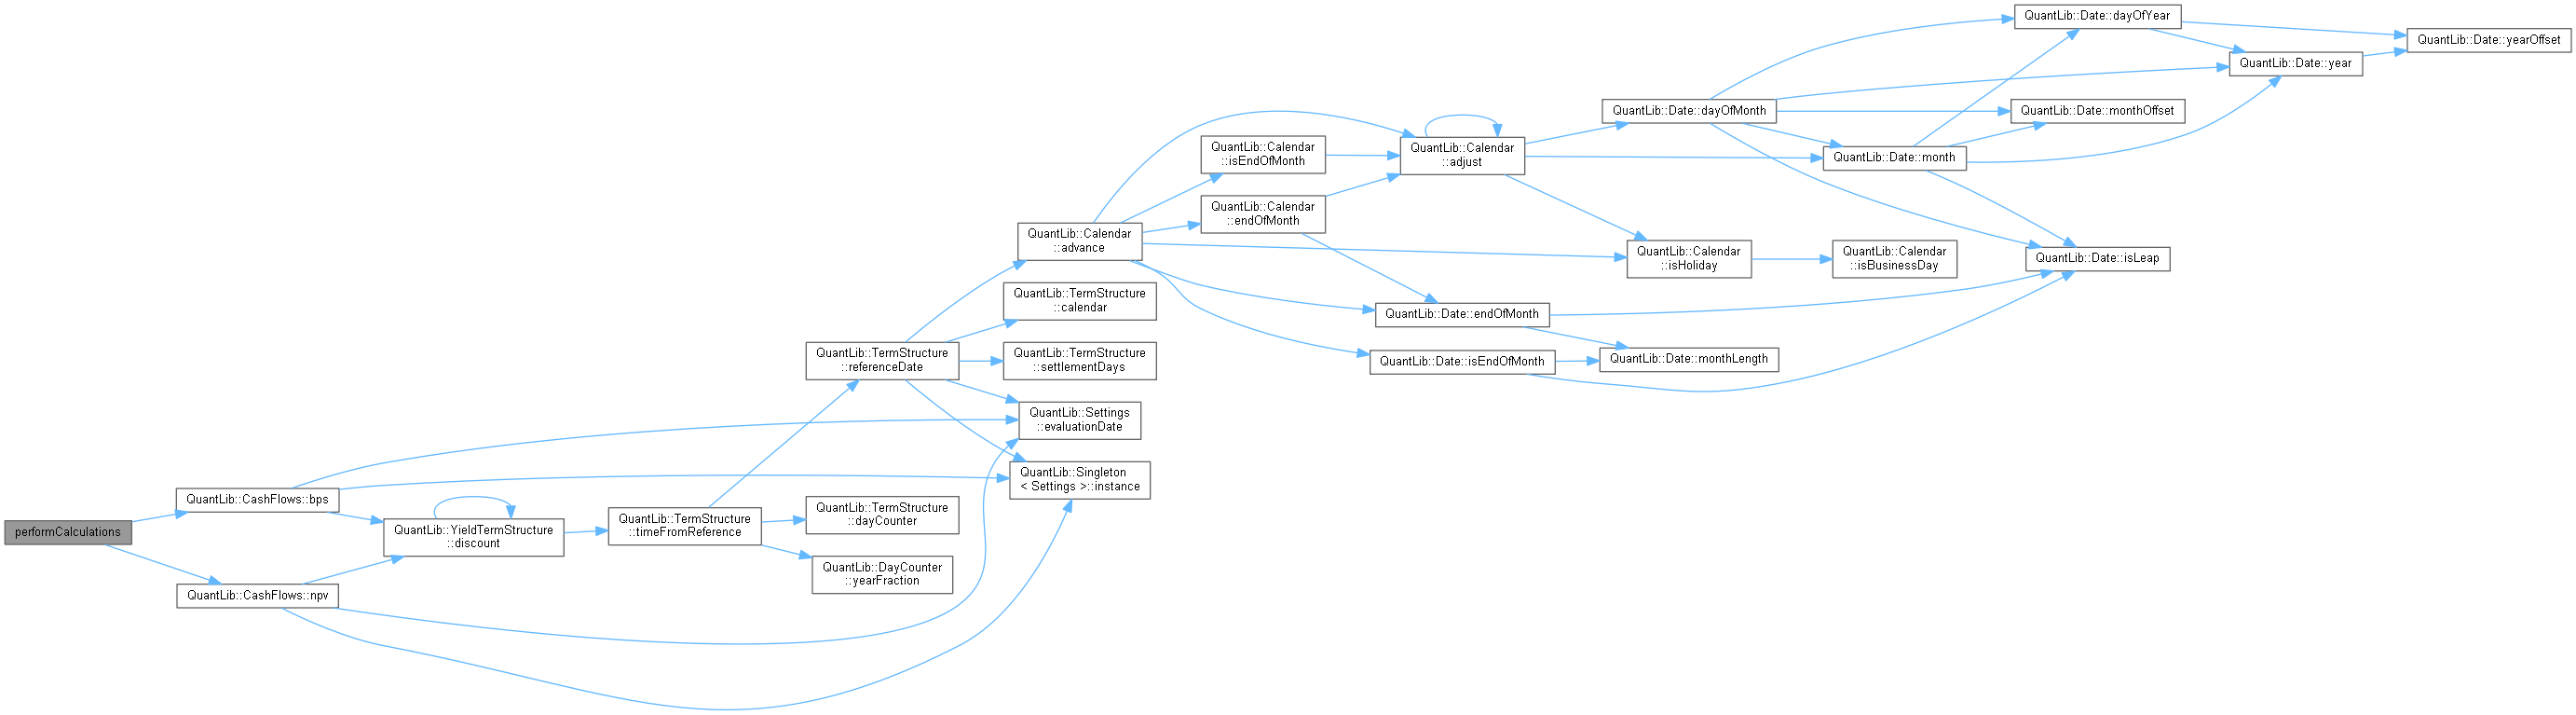 performCalculations
QuantLib::CashFlows::bps
QuantLib::CashFlows::npv
QuantLib::YieldTermStructure
::discount
QuantLib::TermStructure
::timeFromReference
QuantLib::TermStructure
::referenceDate
QuantLib::TermStructure
::dayCounter
QuantLib::DayCounter
::yearFraction
QuantLib::Calendar
::advance
QuantLib::TermStructure
::calendar
QuantLib::TermStructure
::settlementDays
QuantLib::Settings
::evaluationDate
QuantLib::Singleton
< Settings >::instance
QuantLib::Calendar
::isEndOfMonth
QuantLib::Calendar
::endOfMonth
QuantLib::Calendar
::adjust
QuantLib::Date::endOfMonth
QuantLib::Date::isEndOfMonth
QuantLib::Date::dayOfMonth
QuantLib::Calendar
::isHoliday
QuantLib::Date::monthLength
QuantLib::Date::month
QuantLib::Calendar
::isBusinessDay
QuantLib::Date::dayOfYear
QuantLib::Date::monthOffset
QuantLib::Date::isLeap
QuantLib::Date::year
QuantLib::Date::yearOffset